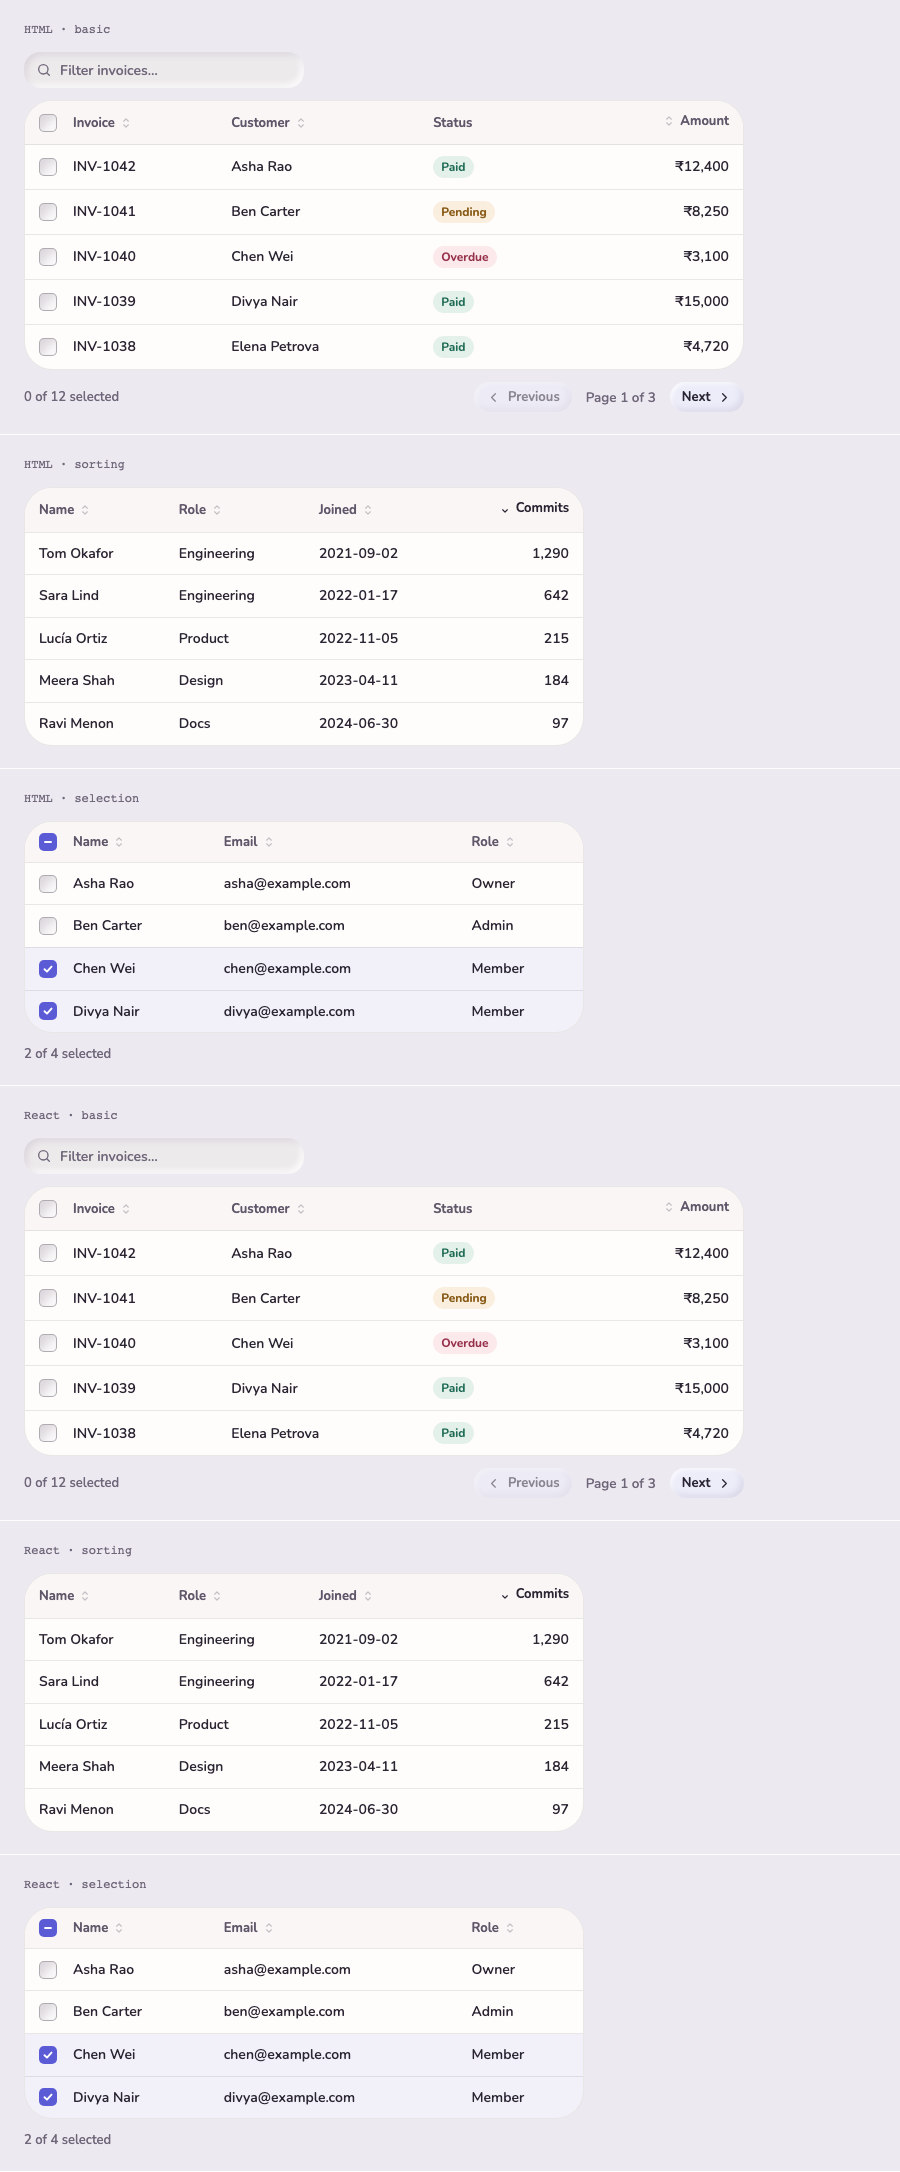 HTML · basic
Filter invoices...
Invoice Customer Status Amount
INV-1042 Asha Rao Paid ₹12,400
INV-1041 Ben Carter Pending ₹8,250
INV-1040 Chen Wei Overdue ₹3,100
INV-1039 Divya Nair Paid ₹15,000
INV-1038 Elena Petrova Paid ₹4,720
0 of 12 selected Previous Page 1 of 3 Next
HTML · sorting
Name Role Joined Commits
Tom Okafor Engineering 2021-09-02 1,290
Sara Lind Engineering 2022-01-17 642
Lucía Ortiz Product 2022-11-05 215
Meera Shah Design 2023-04-11 184
Ravi Menon Docs 2024-06-30 97
HTML · selection
Name Email Role
Asha Rao asha@example.com Owner
Ben Carter ben@example.com Admin
Chen Wei chen@example.com Member
Divya Nair divya@example.com Member
2 of 4 selected
React · basic
Filter invoices...
Invoice Customer Status Amount
INV-1042 Asha Rao Paid ₹12,400
INV-1041 Ben Carter Pending ₹8,250
INV-1040 Chen Wei Overdue ₹3,100
INV-1039 Divya Nair Paid ₹15,000
INV-1038 Elena Petrova Paid ₹4,720
0 of 12 selected Previous Page 1 of 3 Next
React · sorting
Name Role Joined Commits
Tom Okafor Engineering 2021-09-02 1,290
Sara Lind Engineering 2022-01-17 642
Lucía Ortiz Product 2022-11-05 215
Meera Shah Design 2023-04-11 184
Ravi Menon Docs 2024-06-30 97
React · selection
Name Email Role
Asha Rao asha@example.com Owner
Ben Carter ben@example.com Admin
Chen Wei chen@example.com Member
Divya Nair divya@example.com Member
2 of 4 selected